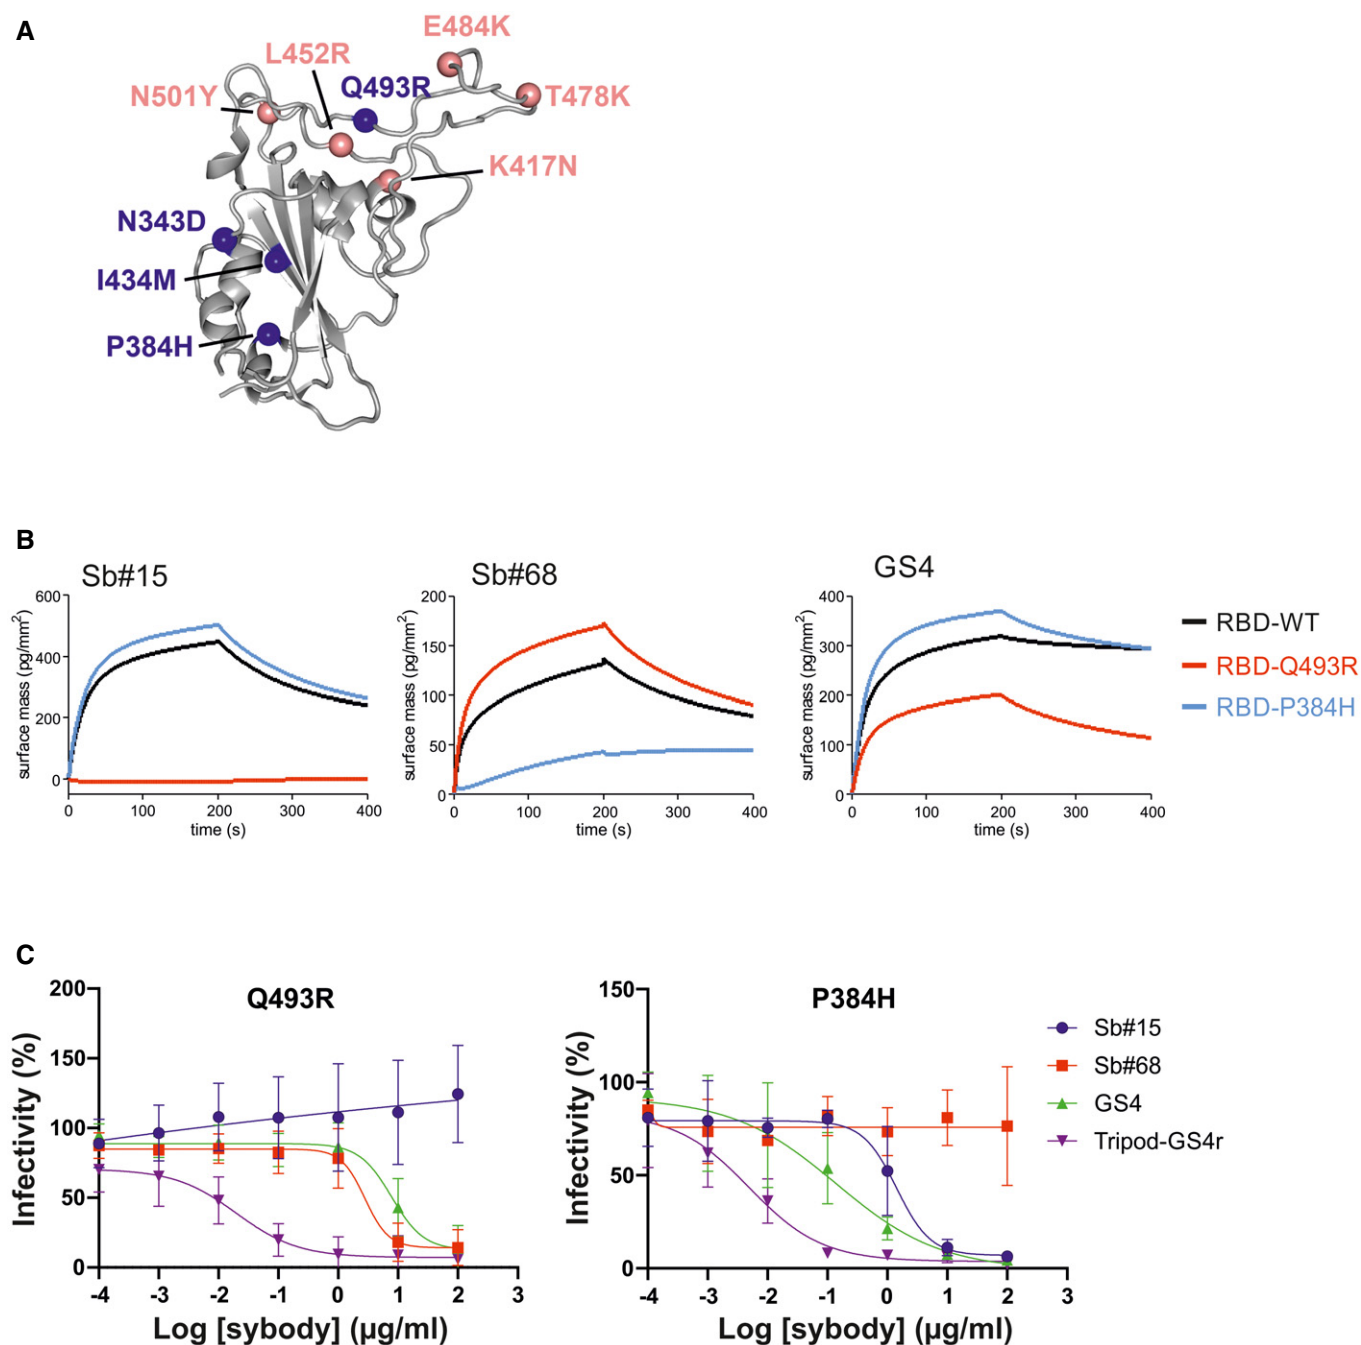 A
E484K
L452R
Q493R
N501Y
T478K
K417N
N343D
I434M
P384H
B
Sb#15
600
400
200
0
surface mass (pg/mm²)
0 100 200 300 400
time (s)
Sb#68
200
150
100
50
0
surface mass (pg/mm²)
0 100 200 300 400
time (s)
GS4
400
300
200
100
0
surface mass (pg/mm²)
0 100 200 300 400
time (s)
RBD-WT
RBD-Q493R
RBD-P384H
C
Q493R
200
150
100
50
0
Infectivity (%)
-4 -3 -2 -1 0 1 2 3
Log [sybody] (µg/ml)
P384H
150
100
50
0
Infectivity (%)
-4 -3 -2 -1 0 1 2 3
Log [sybody] (µg/ml)
Sb#15
Sb#68
GS4
Tripod-GS4r